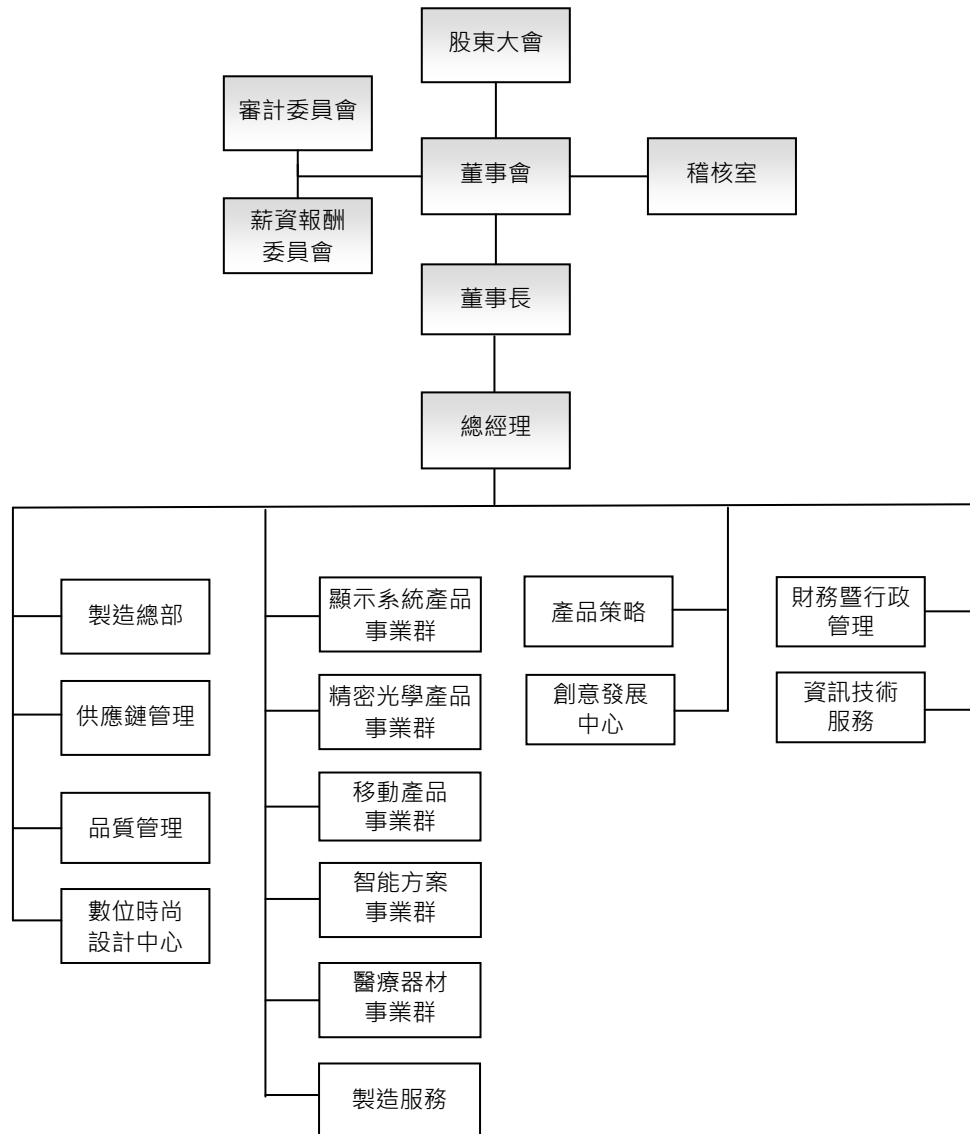 股東大會
審計委員會
董事會
稽核室
薪資報酬
委員會
董事長
總經理
製造總部
供應鏈管理
品質管理
數位時尚
設計中心
顯示系統產品
事業群
精密光學產品
事業群
移動產品
事業群
智能方案
事業群
醫療器材
事業群
製造服務
產品策略
創意發展
中心
財務暨行政
管理
資訊技術
服務